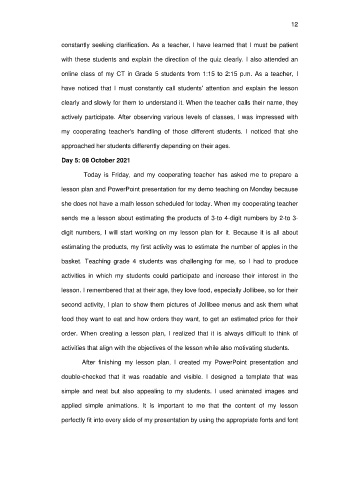 12
constantly seeking clarification. As a teacher, I have learned that I must be patient
with these students and explain the direction of the quiz clearly. I also attended an
online class of my CT in Grade 5 students from 1:15 to 2:15 p.m. As a teacher, I
have noticed that I must constantly call students' attention and explain the lesson
clearly and slowly for them to understand it. When the teacher calls their name, they
actively participate. After observing various levels of classes, I was impressed with
my cooperating teacher's handling of those different students. I noticed that she
approached her students differently depending on their ages.
Day 5: 08 October 2021
Today is Friday, and my cooperating teacher has asked me to prepare a
lesson plan and PowerPoint presentation for my demo teaching on Monday because
she does not have a math lesson scheduled for today. When my cooperating teacher
sends me a lesson about estimating the products of 3-to 4-digit numbers by 2-to 3-
digit numbers, I will start working on my lesson plan for it. Because it is all about
estimating the products, my first activity was to estimate the number of apples in the
basket. Teaching grade 4 students was challenging for me, so I had to produce
activities in which my students could participate and increase their interest in the
lesson. I remembered that at their age, they love food, especially Jollibee, so for their
second activity, I plan to show them pictures of Jollibee menus and ask them what
food they want to eat and how orders they want, to get an estimated price for their
order. When creating a lesson plan, I realized that it is always difficult to think of
activities that align with the objectives of the lesson while also motivating students.
After finishing my lesson plan, I created my PowerPoint presentation and
double-checked that it was readable and visible. I designed a template that was
simple and neat but also appealing to my students. I used animated images and
applied simple animations. It is important to me that the content of my lesson
perfectly fit into every slide of my presentation by using the appropriate fonts and font